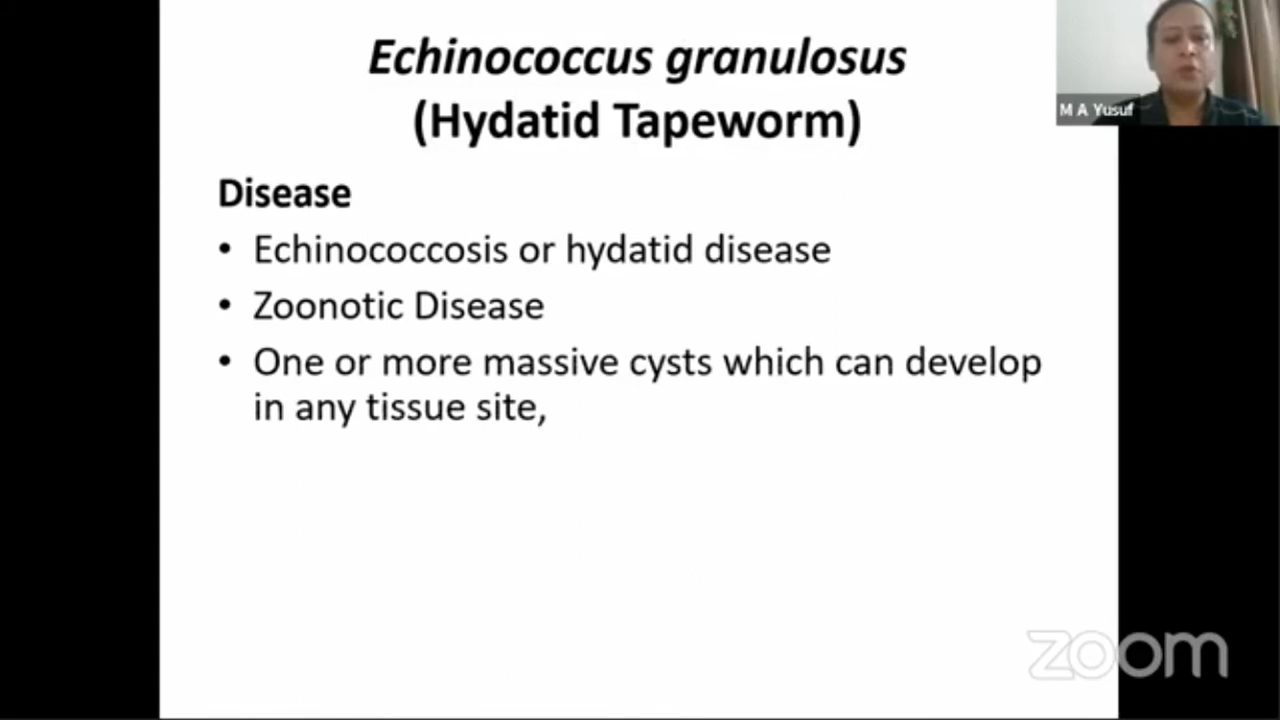 Echinococcus granulosus
(Hydatid Tapeworm)
M A Yusuf
Disease
• Echinococcosis or hydatid disease
• Zoonotic Disease
• One or more massive cysts which can develop
in any tissue site,
zoom